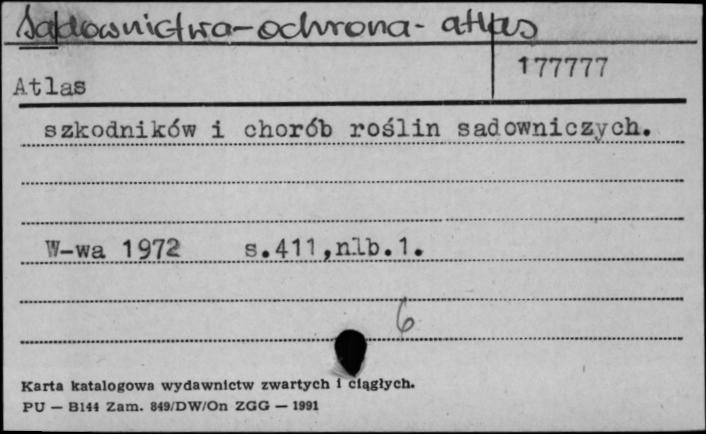 Sadownictwa-ochrona- atlas
177777
Atlas
szkodników i chorób roślin sadowniczych.
W-wa 1972 s.411,nlb.1.
6
Karta katalogowa wydawnictw zwartych i ciągłych.
PU — B144 Zam. 849/DW/On ZGG — 1991